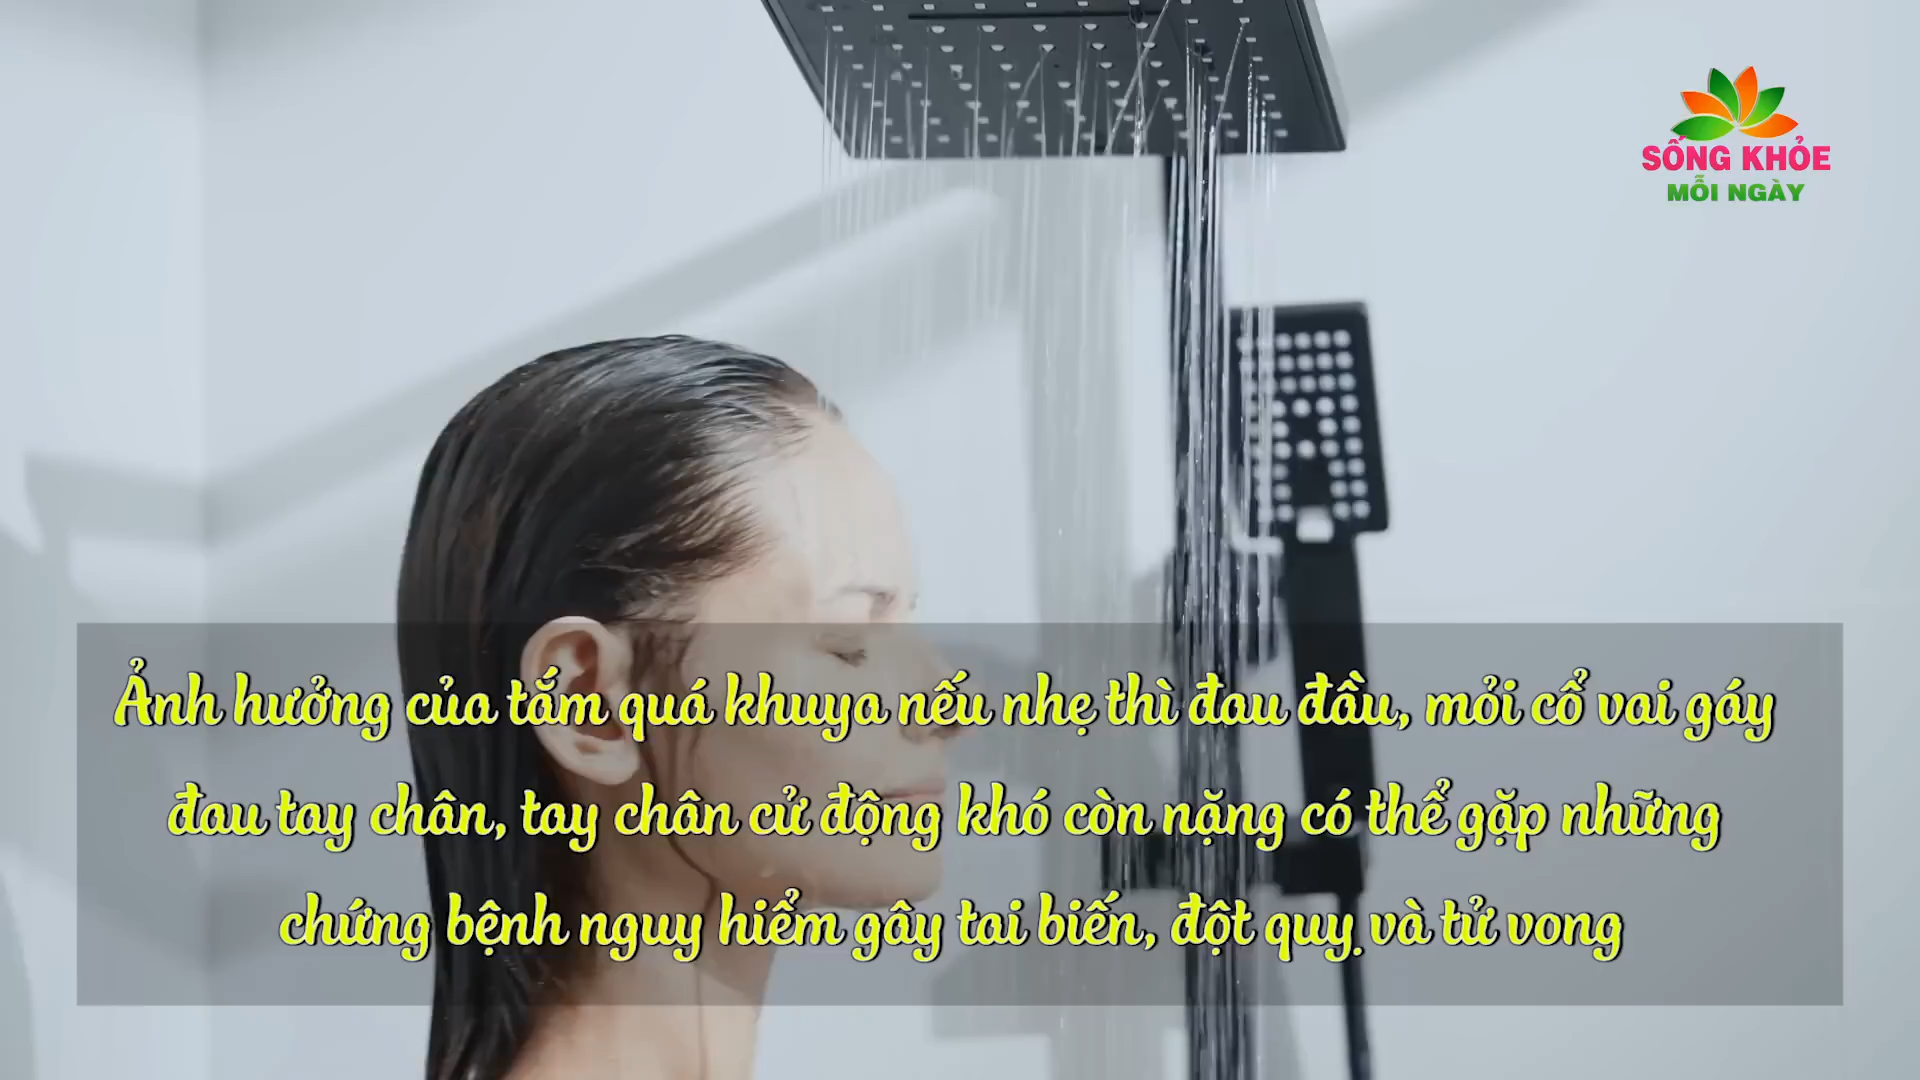 SỐNG KHỎE
MỖI NGÀY
Ảnh hưởng của tắm quá khuya nếu nhẹ thì đau đầu, mỏi cổ vai gáy
đau tay chân, tay chân cử động khó còn nặng có thể gặp những
chứng bệnh nguy hiểm gây tai biến, đột quỵ và tử vong